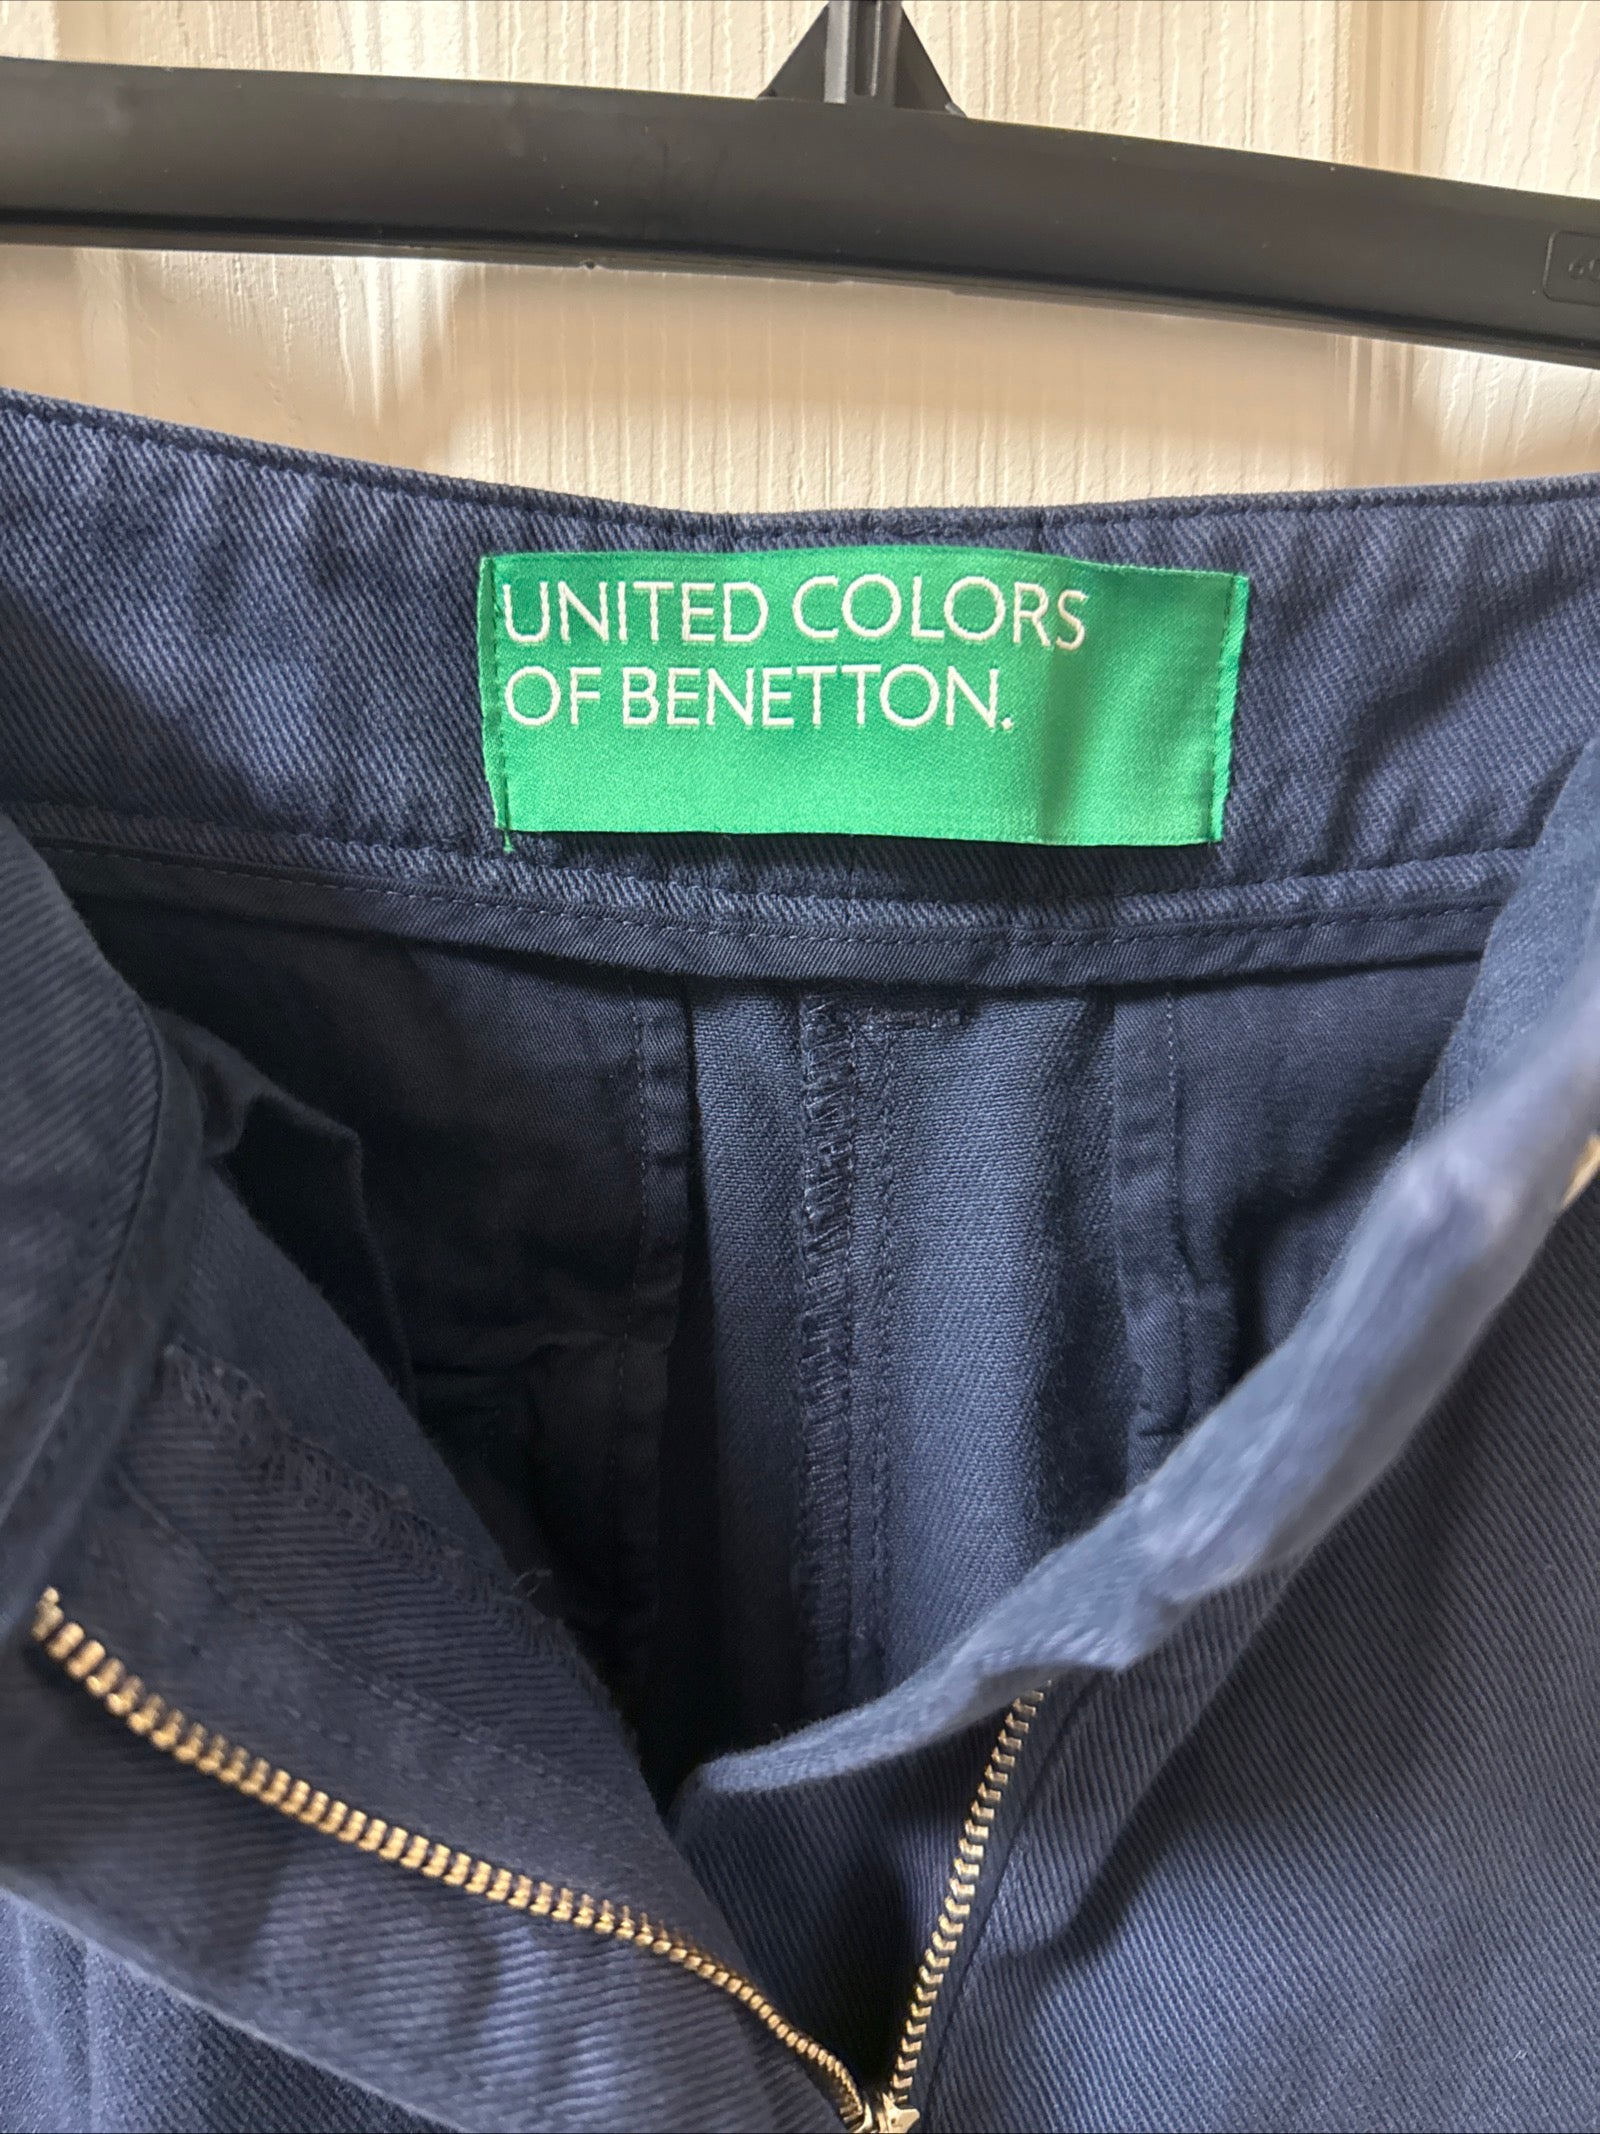 UNITED COLORS
OF BENETTON.